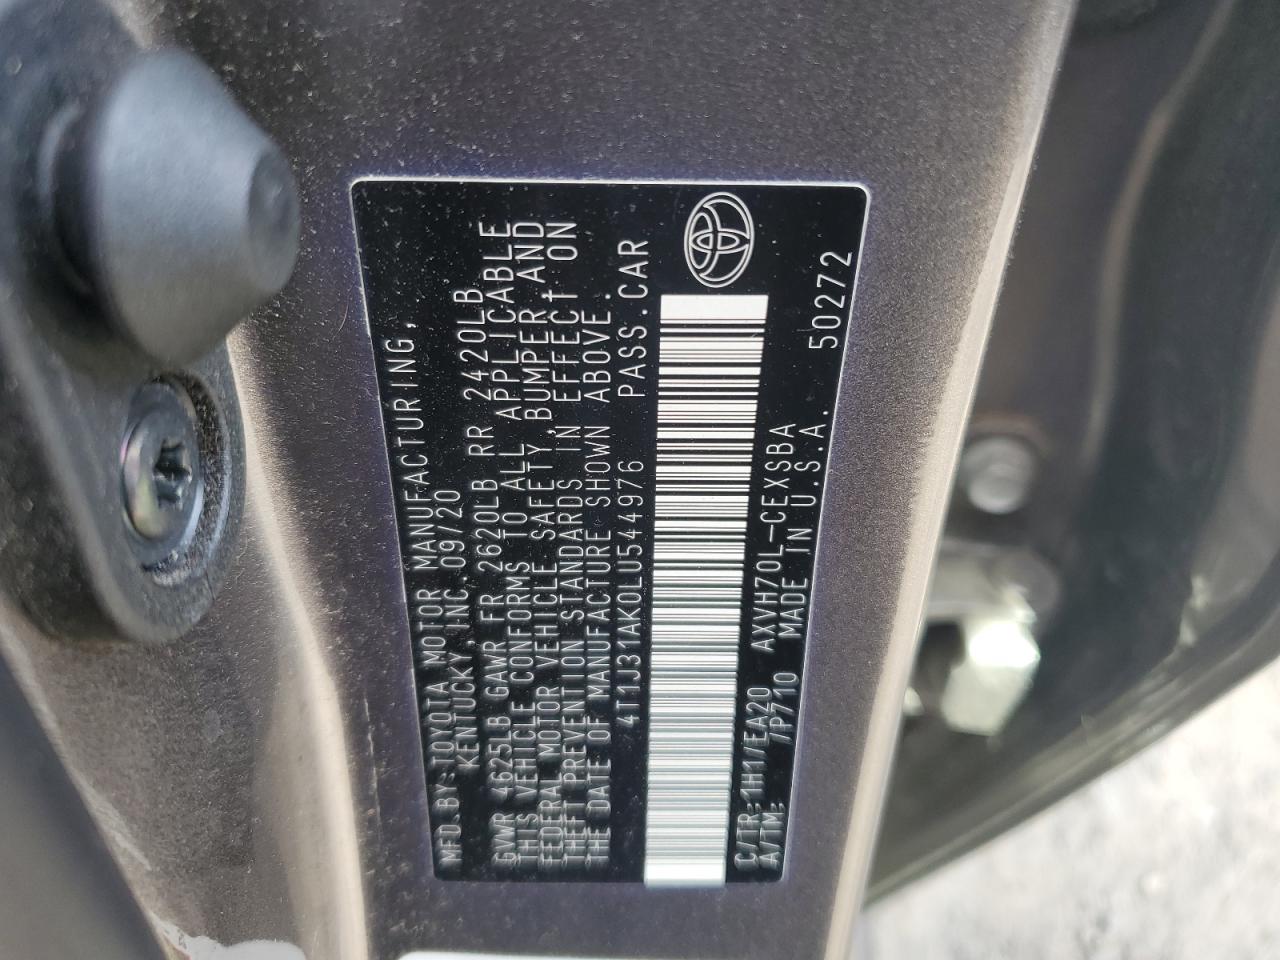 MFD.BY:TOYOTA MOTOR MANUFACTURING,
KENTUCKY, INC. 09/20
GVWR 4625LB GAWR FR 2620LB RR 2420LB
THIS VEHICLE CONFORMS TO ALL APPLICABLE
FEDERAL MOTOR VEHICLE SAFETY, BUMPER, AND
THEFT PREVENTION STANDARDS IN EFFECT ON
THE DATE OF MANUFACTURE SHOWN ABOVE.
4T1J31AK0LU544976 PASS.CAR
C/TR:1H1/EA20 AXVH70L-CEXSBA
A/TM: /P710 MADE IN U.S.A. 50272